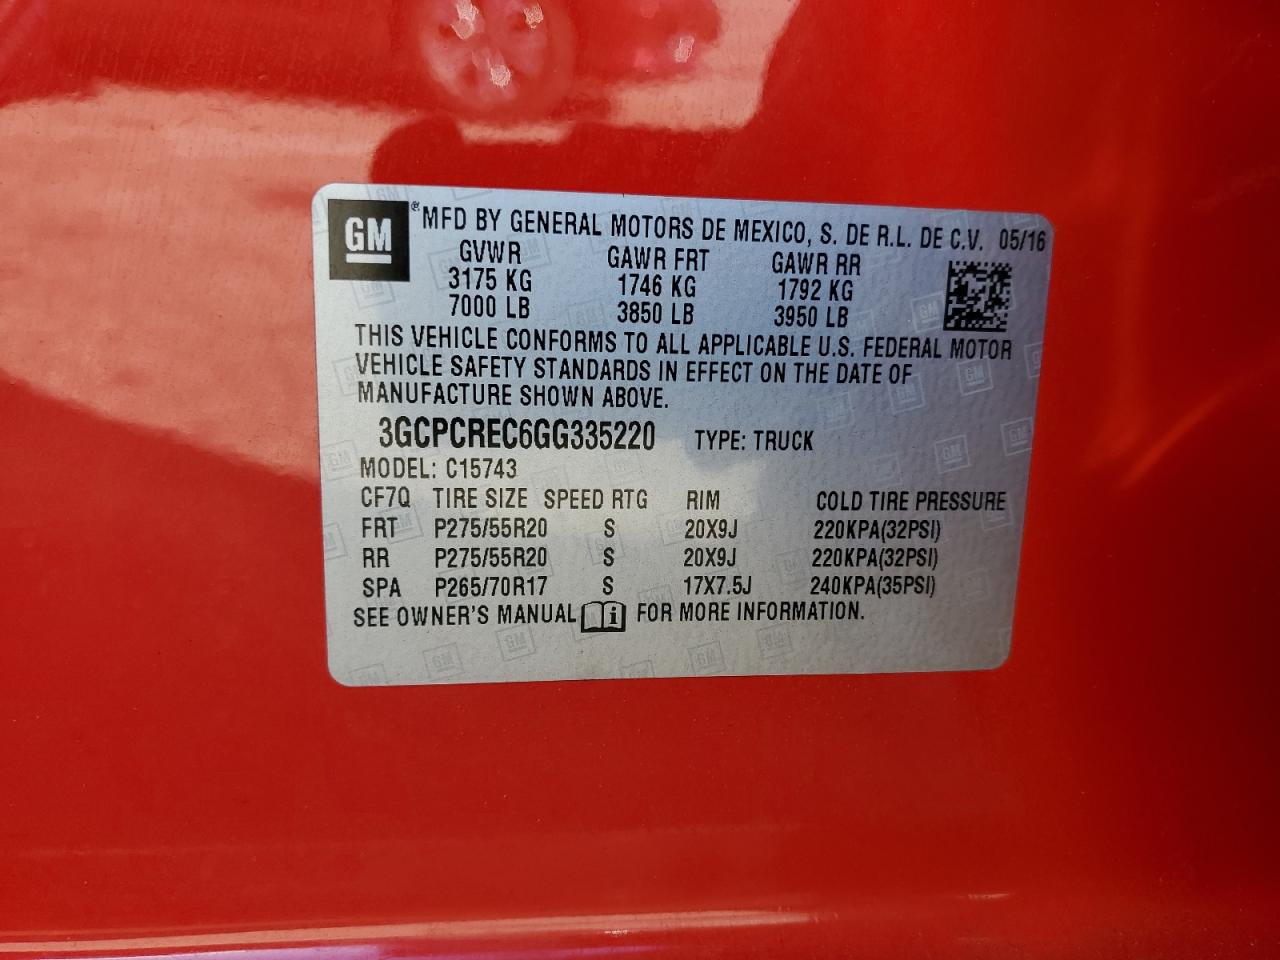 GM ® MFD BY GENERAL MOTORS DE MEXICO, S. DE R.L. DE C.V. 05/16
GVWR GAWR FRT GAWR RR
3175 KG 1746 KG 1792 KG
7000 LB 3850 LB 3950 LB
THIS VEHICLE CONFORMS TO ALL APPLICABLE U.S. FEDERAL MOTOR
VEHICLE SAFETY STANDARDS IN EFFECT ON THE DATE OF
MANUFACTURE SHOWN ABOVE.
3GCPCREC6GG335220 TYPE: TRUCK
MODEL: C15743
CF7Q TIRE SIZE SPEED RTG RIM COLD TIRE PRESSURE
FRT P275/55R20 S 20X9J 220KPA(32PSI)
RR P275/55R20 S 20X9J 220KPA(32PSI)
SPA P265/70R17 S 17X7.5J 240KPA(35PSI)
SEE OWNER'S MANUAL FOR MORE INFORMATION.